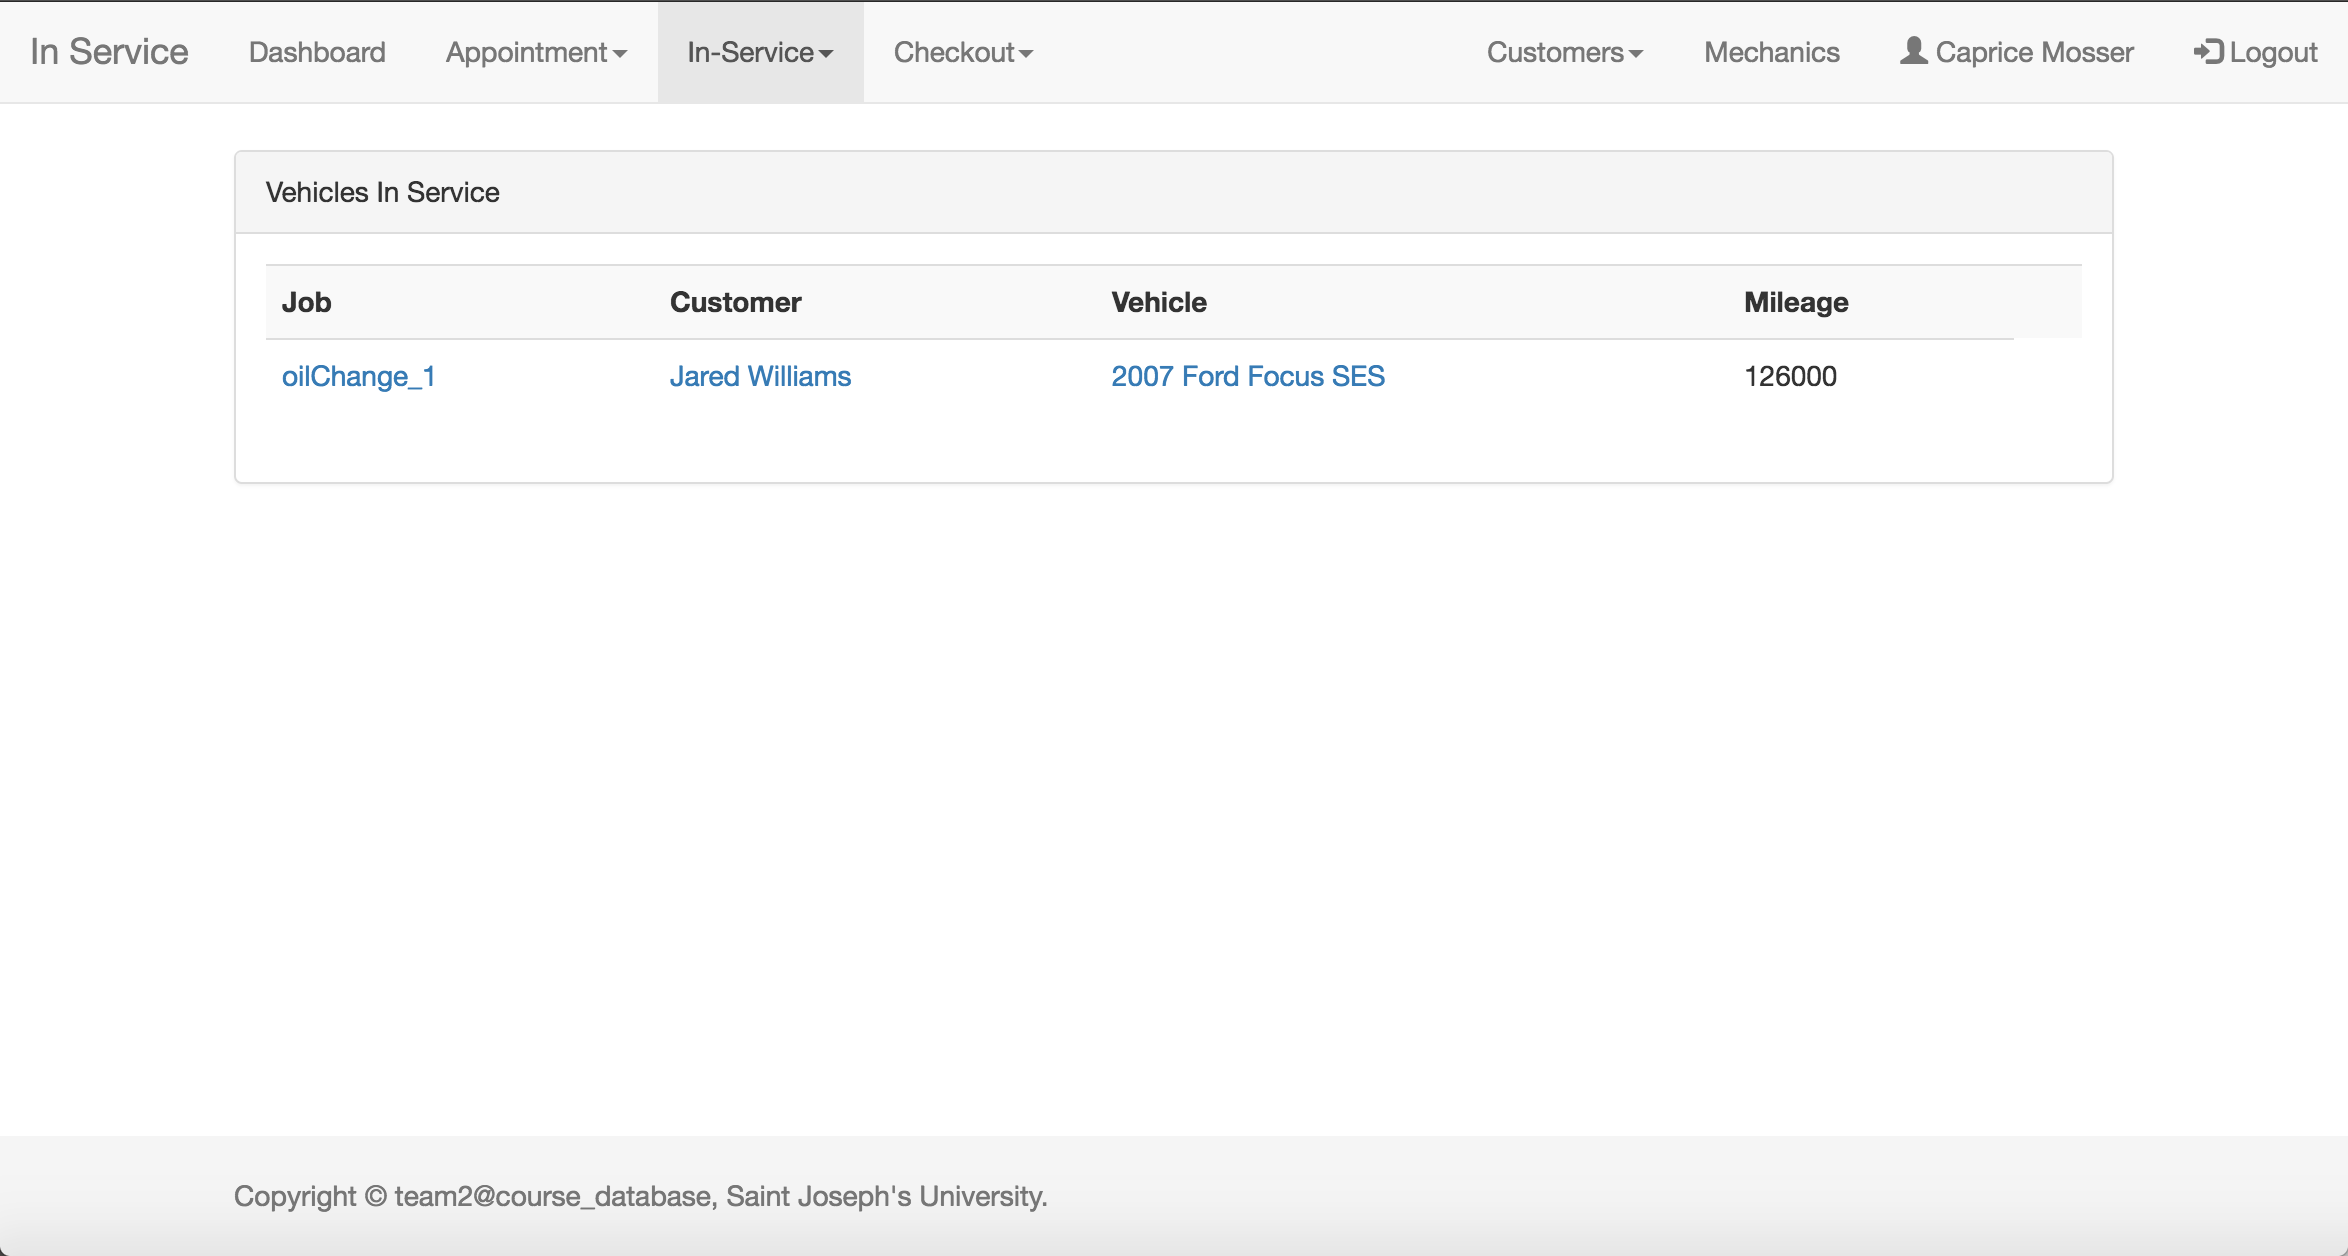 In Service Dashboard Appointment In-Service Checkout Customers Mechanics Caprice Mosser Logout
Vehicles In Service
Job Customer Vehicle Mileage
oilChange_1 Jared Williams 2007 Ford Focus SES 126000
Copyright © team2@course_database, Saint Joseph's University.